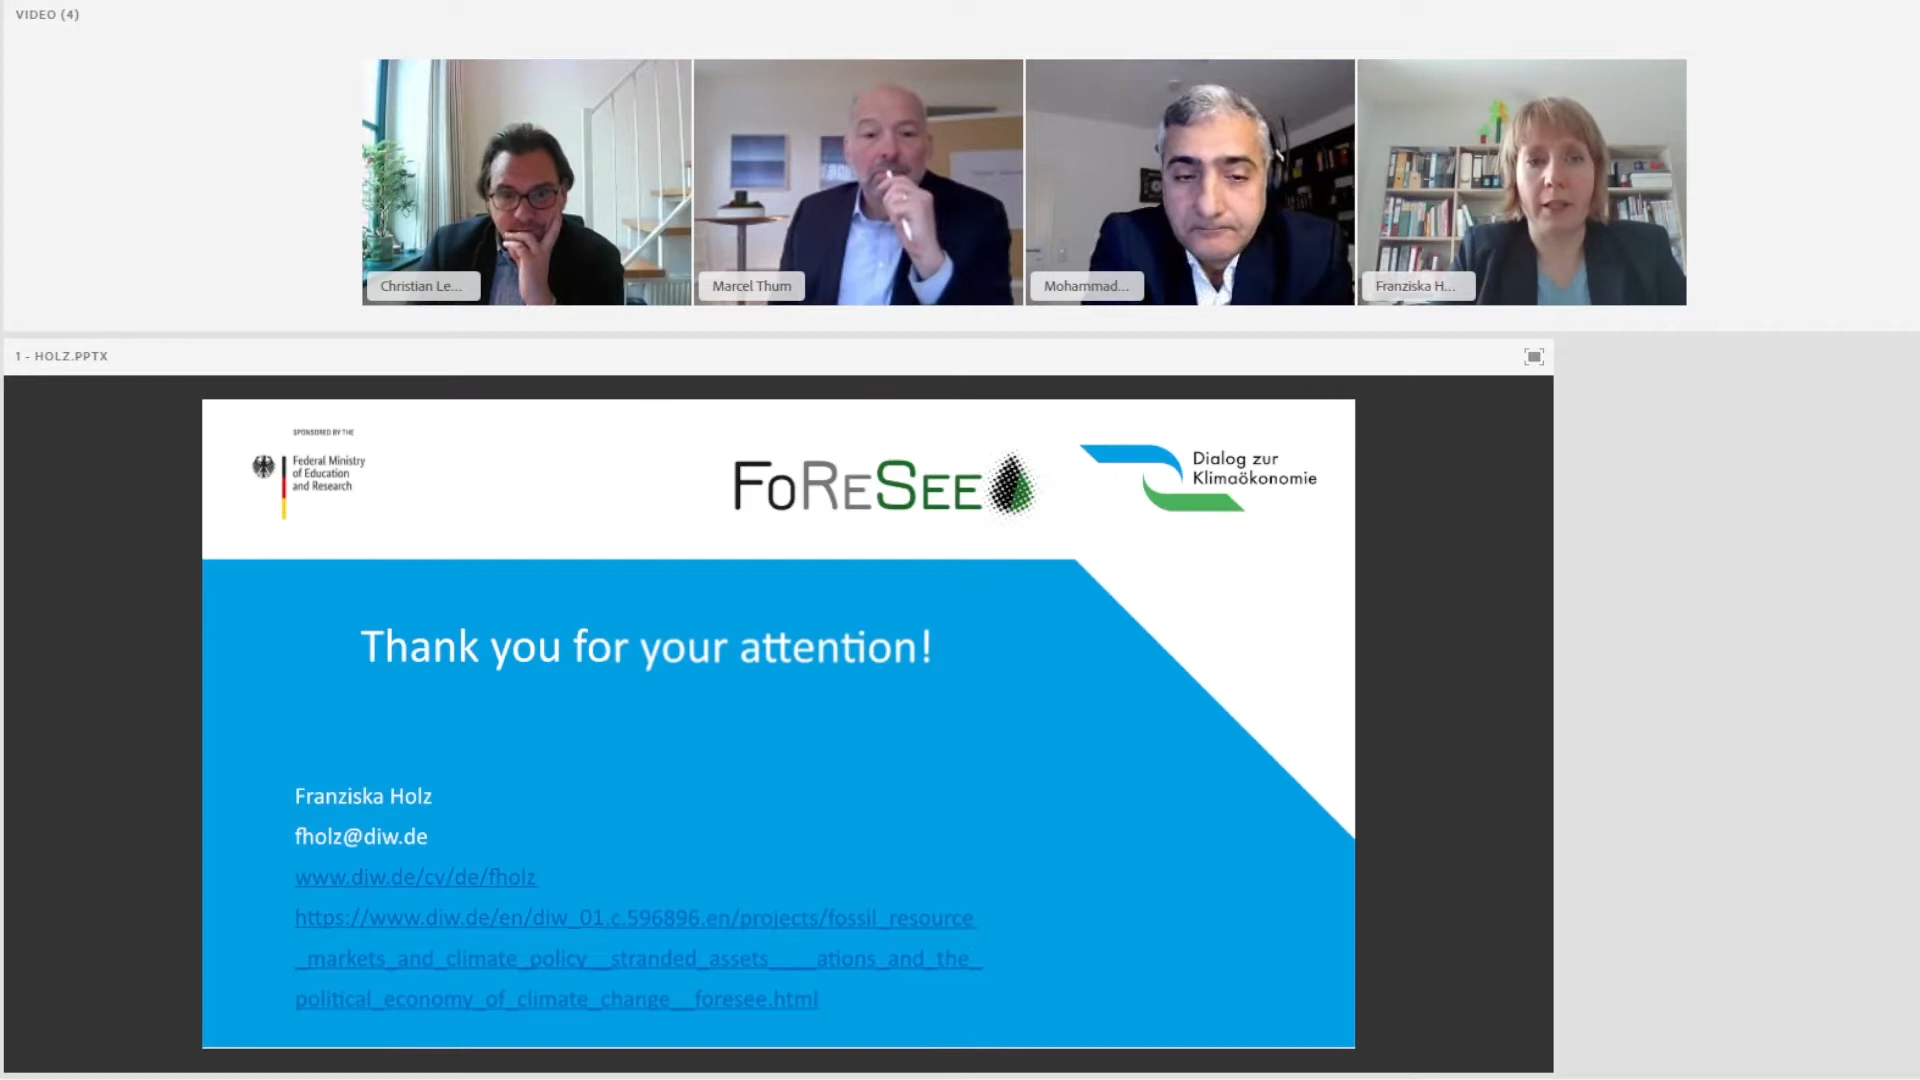 VIDEO (4)
Christian Le...
Marcel Thum
Mohammad...
Franziska H...
1 - HOLZ.PPTX
SPONSORED BY THE
Federal Ministry
of Education
and Research
FoReSee
Dialog zur
Klimaökonomie
Thank you for your attention!
Franziska Holz
fholz@diw.de
www.diw.de/cv/de/fholz
https://www.diw.de/en/diw_01.c.596896.en/projects/fossil_resource
_markets_and_climate_policy__stranded_assets____ations_and_the_
political_economy_of_climate_change__foresee.html